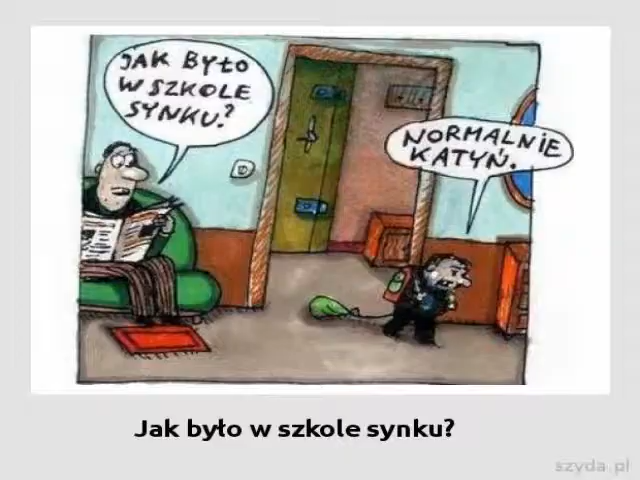 JAK BYŁO
W SZKOLE
SYNKU?
NORMALNIE
KATYŃ.
Jak było w szkole synku?
szyda.pl